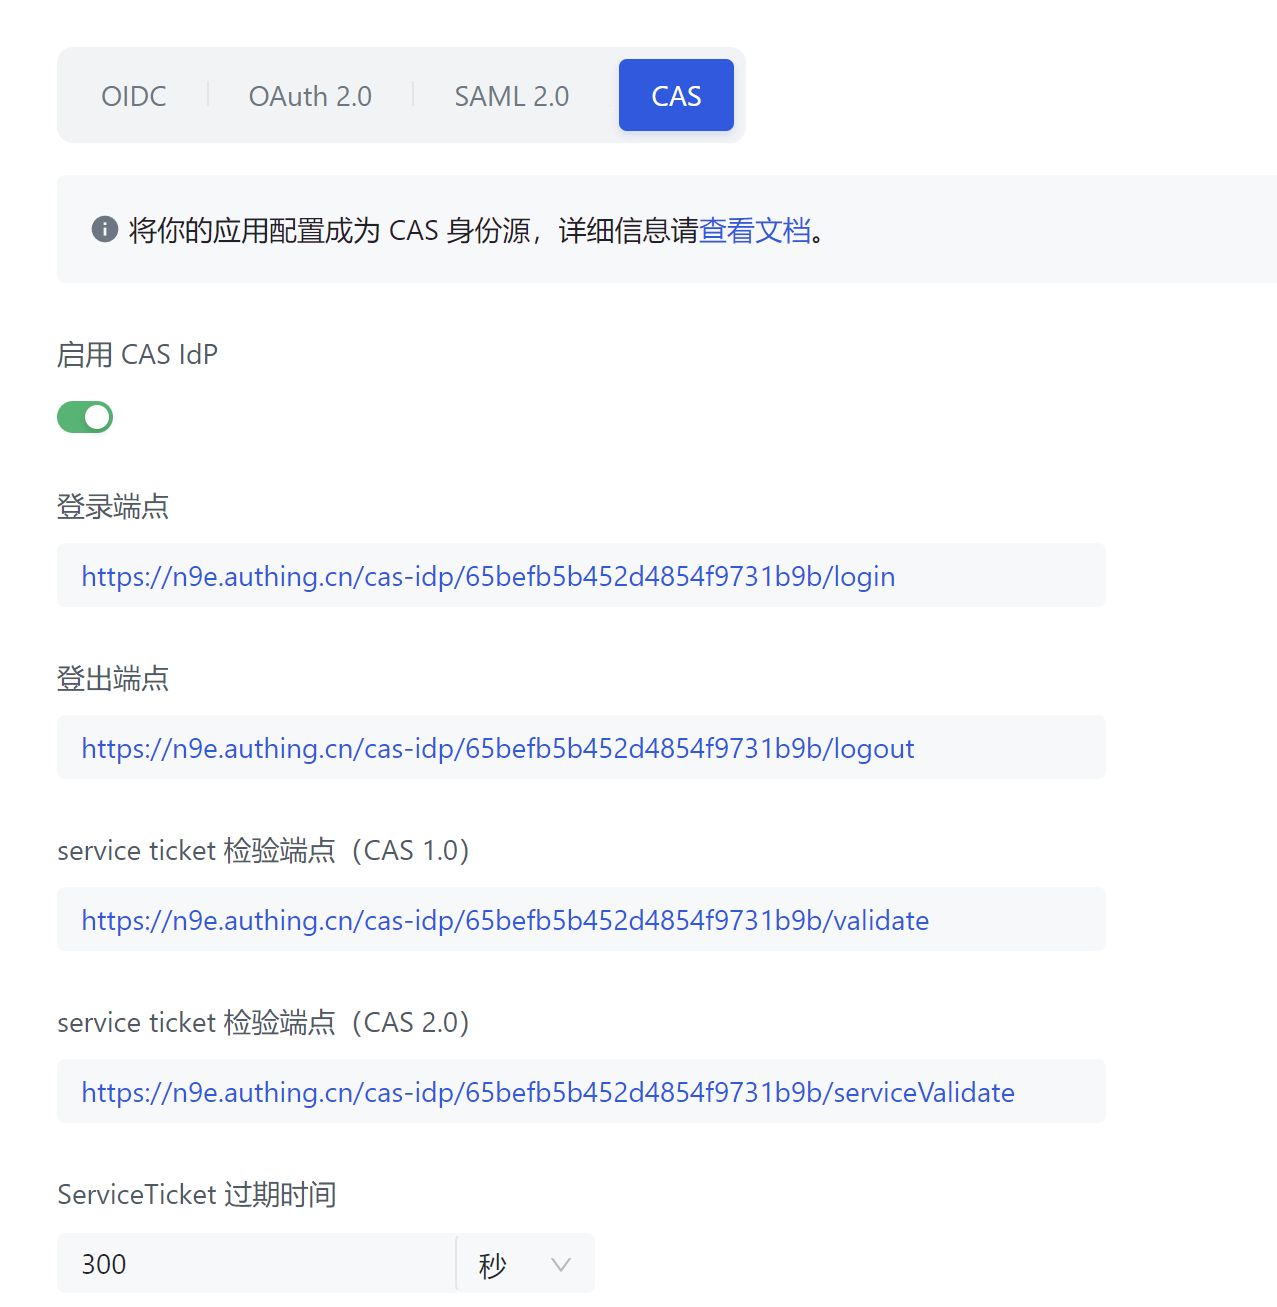 OIDC OAuth 2.0 SAML 2.0 CAS
将你的应用配置成为 CAS 身份源，详细信息请查看文档。
启用 CAS IdP
登录端点
https://n9e.authing.cn/cas-idp/65befb5b452d4854f9731b9b/login
登出端点
https://n9e.authing.cn/cas-idp/65befb5b452d4854f9731b9b/logout
service ticket 检验端点（CAS 1.0）
https://n9e.authing.cn/cas-idp/65befb5b452d4854f9731b9b/validate
service ticket 检验端点（CAS 2.0）
https://n9e.authing.cn/cas-idp/65befb5b452d4854f9731b9b/serviceValidate
ServiceTicket 过期时间
300 秒